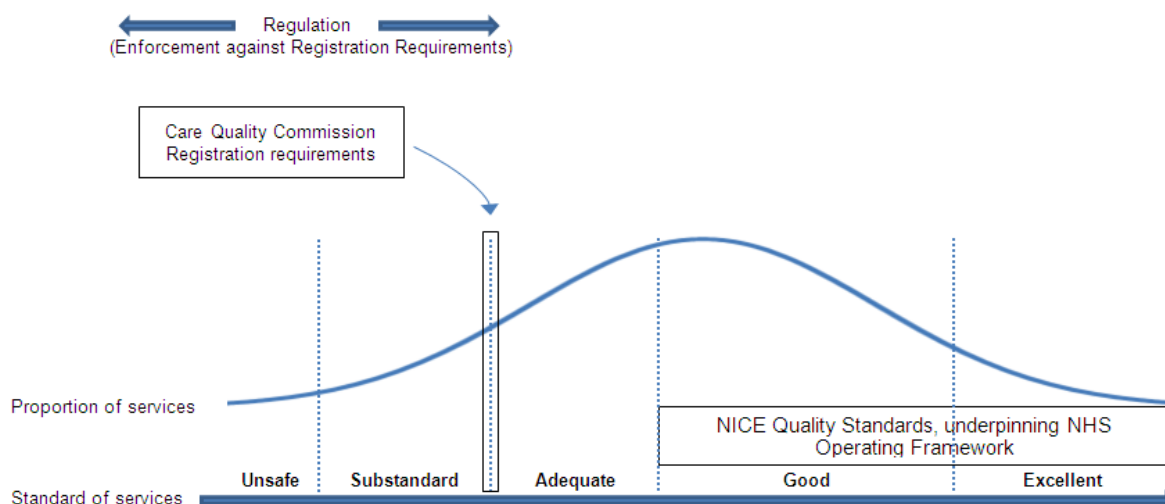 Regulation
(Enforcement against Registration Requirements)
Care Quality Commission
Registration requirements
Proportion of services
NICE Quality Standards, underpinning NHS
Operating Framework
Unsafe Substandard Adequate Good Excellent
Standard of services